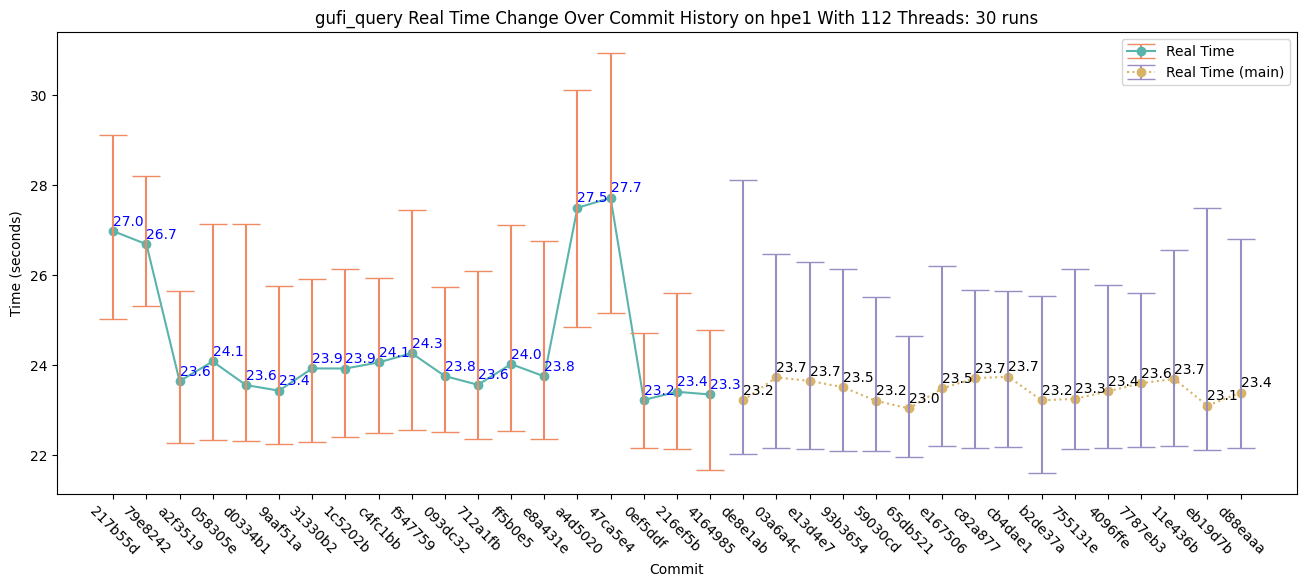 gufi_query Real Time Change Over Commit History on hpe1 With 112 Threads: 30 runs
Real Time
Real Time (main)
Time (seconds)
30
28
26
24
22
27.0
26.7
23.6
24.1
23.6
23.4
23.9
23.9
24.1
24.3
23.8
23.6
24.0
23.8
27.5
27.7
23.2
23.4
23.3
23.2
23.7
23.7
23.5
23.2
23.0
23.5
23.7
23.7
23.2
23.3
23.4
23.6
23.7
23.1
23.4
217b55d
79e8242
a2f3519
058305e
d0334b1
9aaf51a
31330b2
1c5202b
c4fc1bb
f547759
093dc32
712a1fb
ff5b0e5
e8a431e
a4d5020
47ca5e4
0ef5ddf
216ef5b
4164985
de8e1ab
03a6a4c
e13d4e7
93b3654
59030cd
65db521
e167506
c82a877
cb4dae1
b2de37a
755131e
4096ffe
7787eb3
11e436b
eb19d7b
d88eaaa
Commit